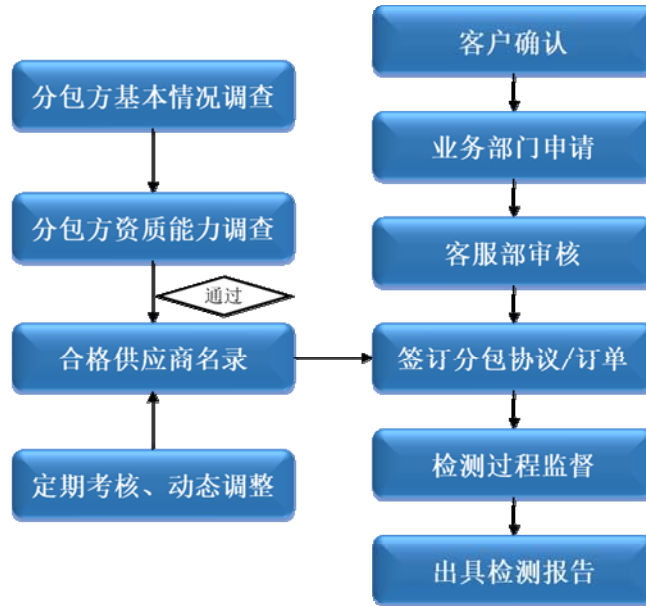 分包方基本情况调查
分包方资质能力调查
通过
合格供应商名录
定期考核、动态调整
客户确认
业务部门申请
客服部审核
签订分包协议/订单
检测过程监督
出具检测报告